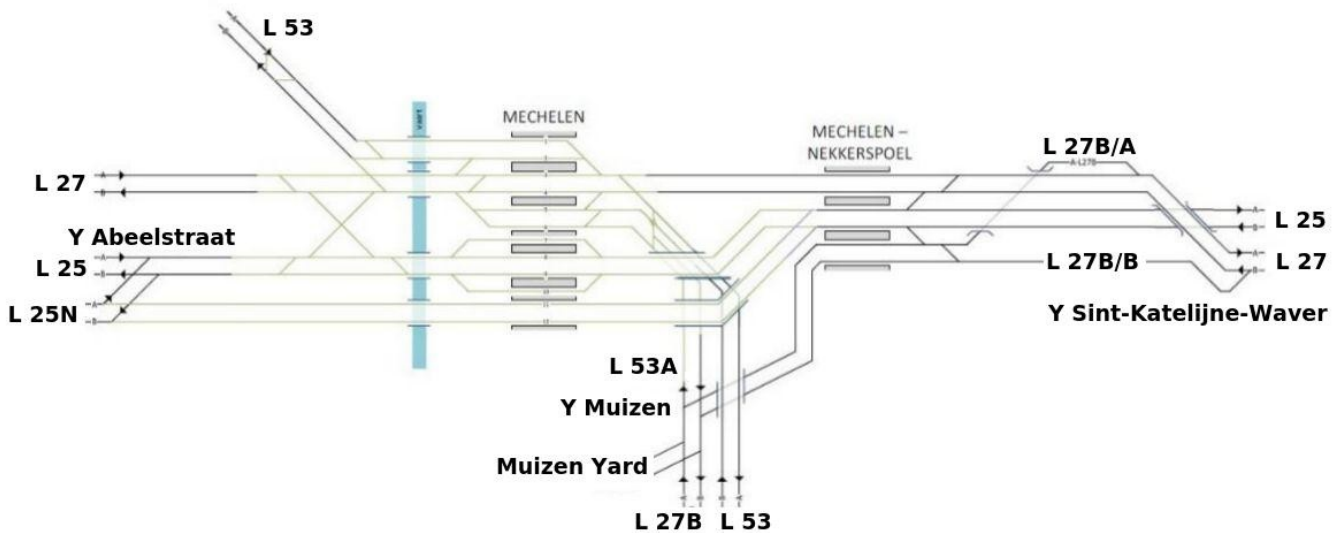 L 53
MECHELEN
MECHELEN –
NEKKERSPOEL
L 27B/A
A-L27B
L 27
L 25
Y Abeelstraat
L 25
L 27B/B
L 27
L 25N
Y Sint-Katelijne-Waver
L 53A
Y Muizen
Muizen Yard
L 27B
L 53